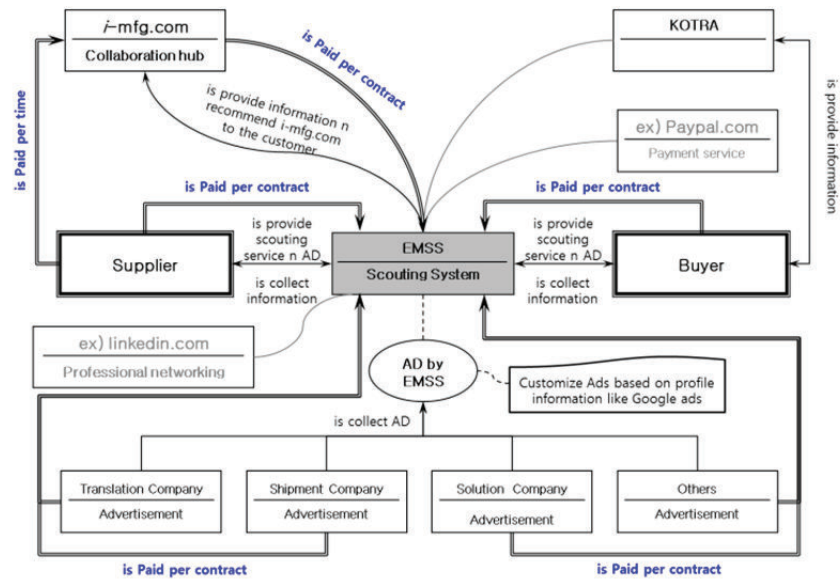 i-mfg.com
Collaboration hub
KOTRA
is Paid per contract
is provide information n
recommend i-mfg.com
to the customer
is Paid per time
ex) Paypal.com
Payment service
is provide information
is Paid per contract
is Paid per contract
Supplier
is provide
scouting
service n AD
is collect
information
EMSS
Scouting System
is provide
scouting
service n AD
is collect
information
Buyer
ex) linkedin.com
Professional networking
AD by
EMSS
Customize Ads based on profile
information like Google ads
is collect AD
Translation Company
Advertisement
Shipment Company
Advertisement
Solution Company
Advertisement
Others
Advertisement
is Paid per contract
is Paid per contract